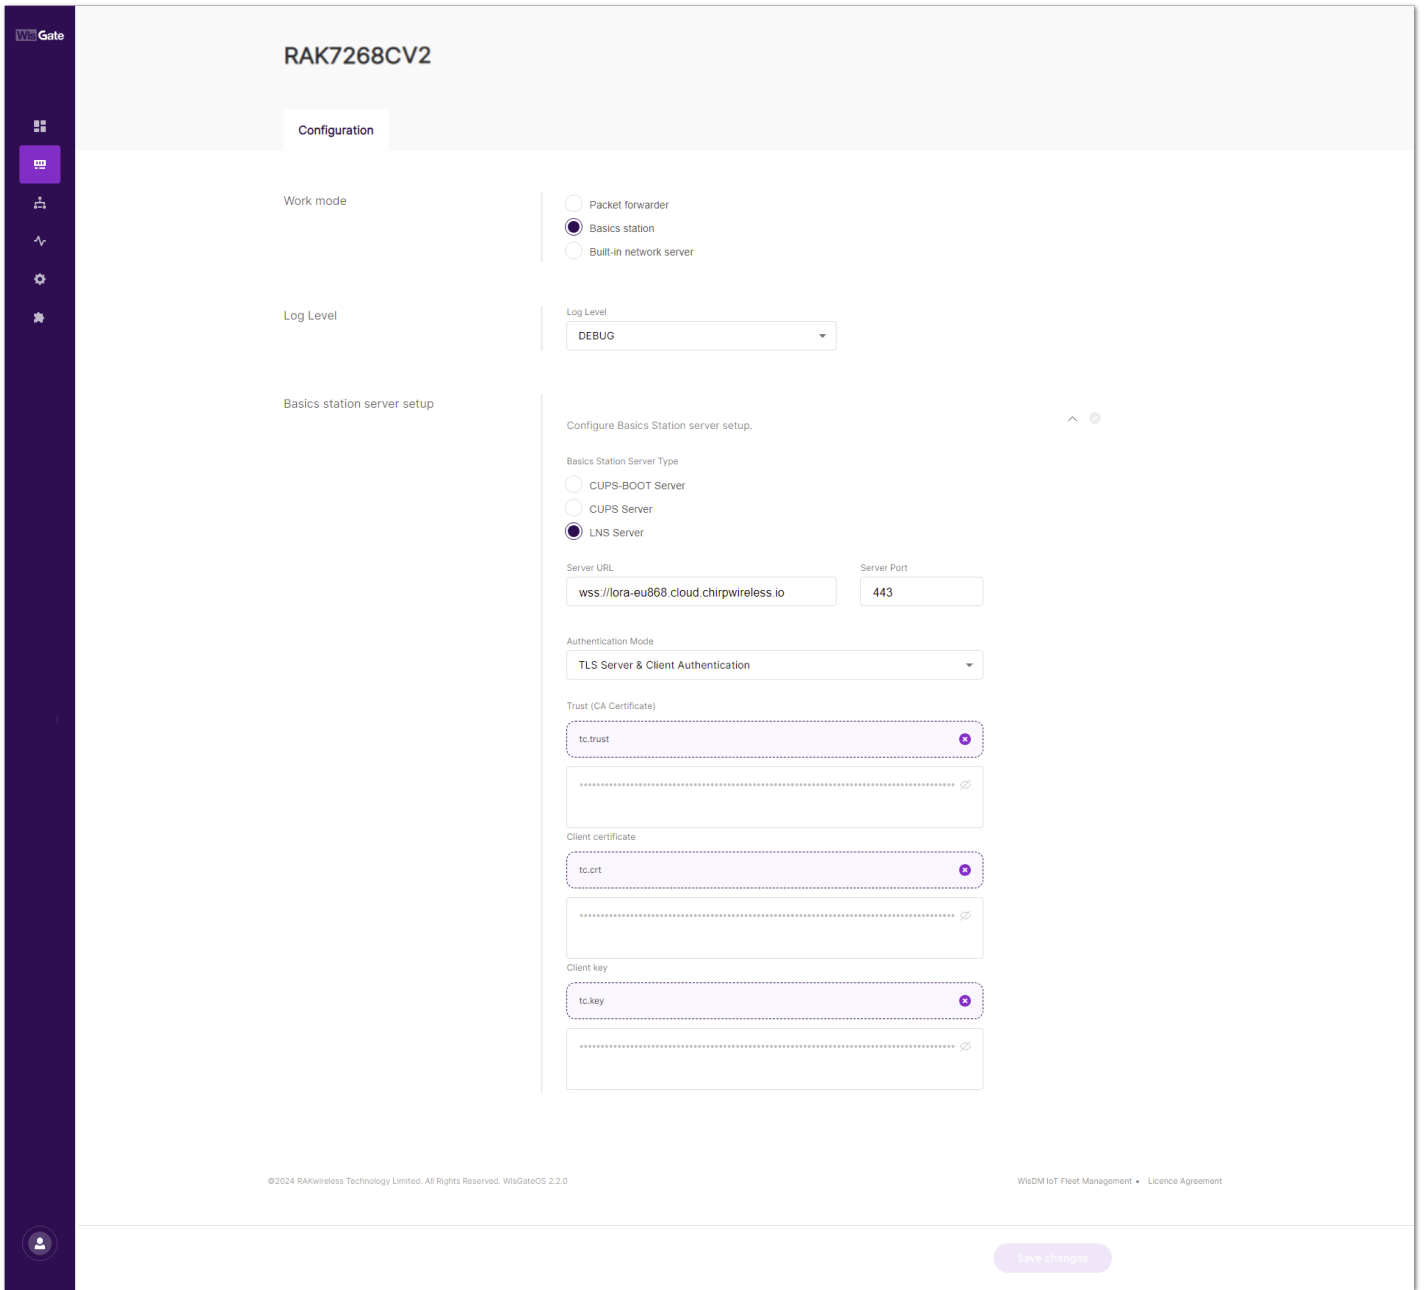 WisGate
RAK7268CV2
Configuration
Work mode
Packet forwarder
Basics station
Built-in network server
Log Level
Log Level
DEBUG
Basics station server setup
Configure Basics Station server setup.
Basics Station Server Type
CUPS-BOOT Server
CUPS Server
LNS Server
Server URL
Server Port
wss://lora-eu868.cloud.chirpwireless.io
443
Authentication Mode
TLS Server & Client Authentication
Trust (CA Certificate)
tc.trust
Client certificate
tc.crt
Client key
tc.key
©2024 RAKwireless Technology Limited. All Rights Reserved. WisGateOS 2.2.0
WisDM IoT Fleet Management • Licence Agreement
Save changes